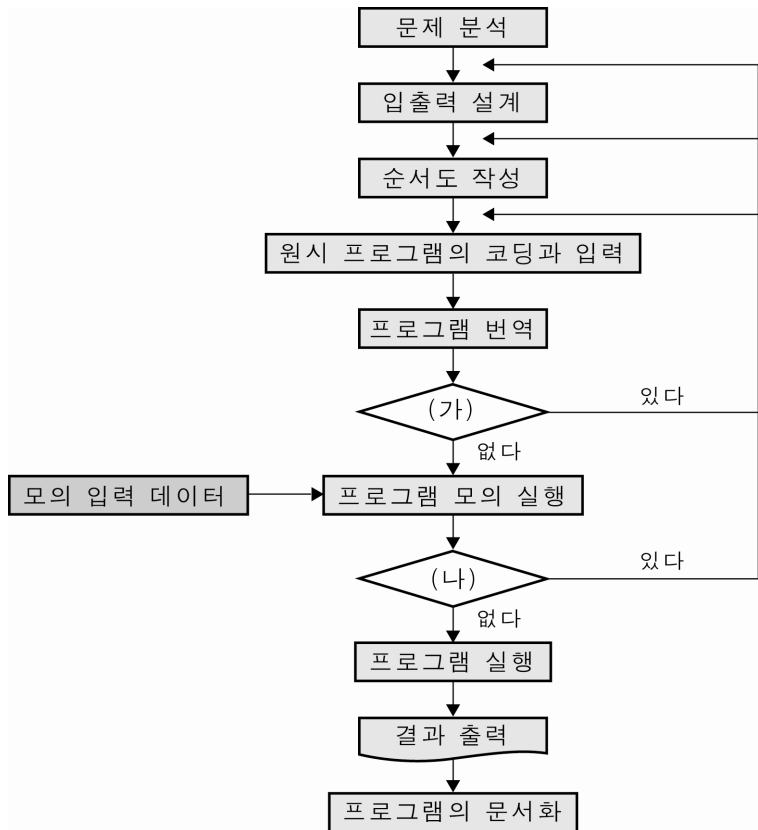 문제 분석
입출력 설계
순서도 작성
원시 프로그램의 코딩과 입력
프로그램 번역
(가)
있다
없다
모의 입력 데이터
프로그램 모의 실행
(나)
있다
없다
프로그램 실행
결과 출력
프로그램의 문서화